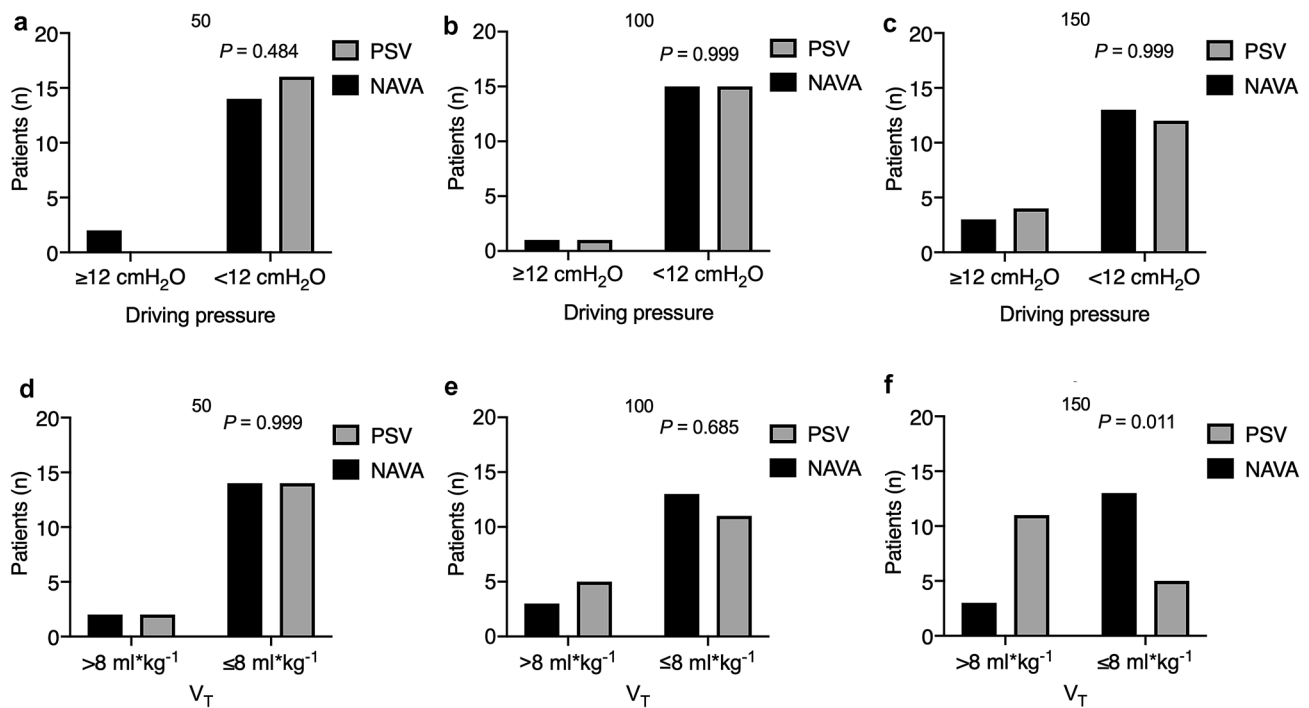 a
50
P = 0.484
PSV
NAVA
20
15
10
5
0
Patients (n)
≥12 cmH2O
<12 cmH2O
Driving pressure
b
100
P = 0.999
PSV
NAVA
20
15
10
5
0
Patients (n)
≥12 cmH2O
<12 cmH2O
Driving pressure
c
150
P = 0.999
PSV
NAVA
20
15
10
5
0
Patients (n)
≥12 cmH2O
<12 cmH2O
Driving pressure
d
50
P = 0.999
PSV
NAVA
20
15
10
5
0
Patients (n)
>8 ml*kg-1
≤8 ml*kg-1
VT
e
100
P = 0.685
PSV
NAVA
20
15
10
5
0
Patients (n)
>8 ml*kg-1
≤8 ml*kg-1
VT
f
150
P = 0.011
PSV
NAVA
20
15
10
5
0
Patients (n)
>8 ml*kg-1
≤8 ml*kg-1
VT